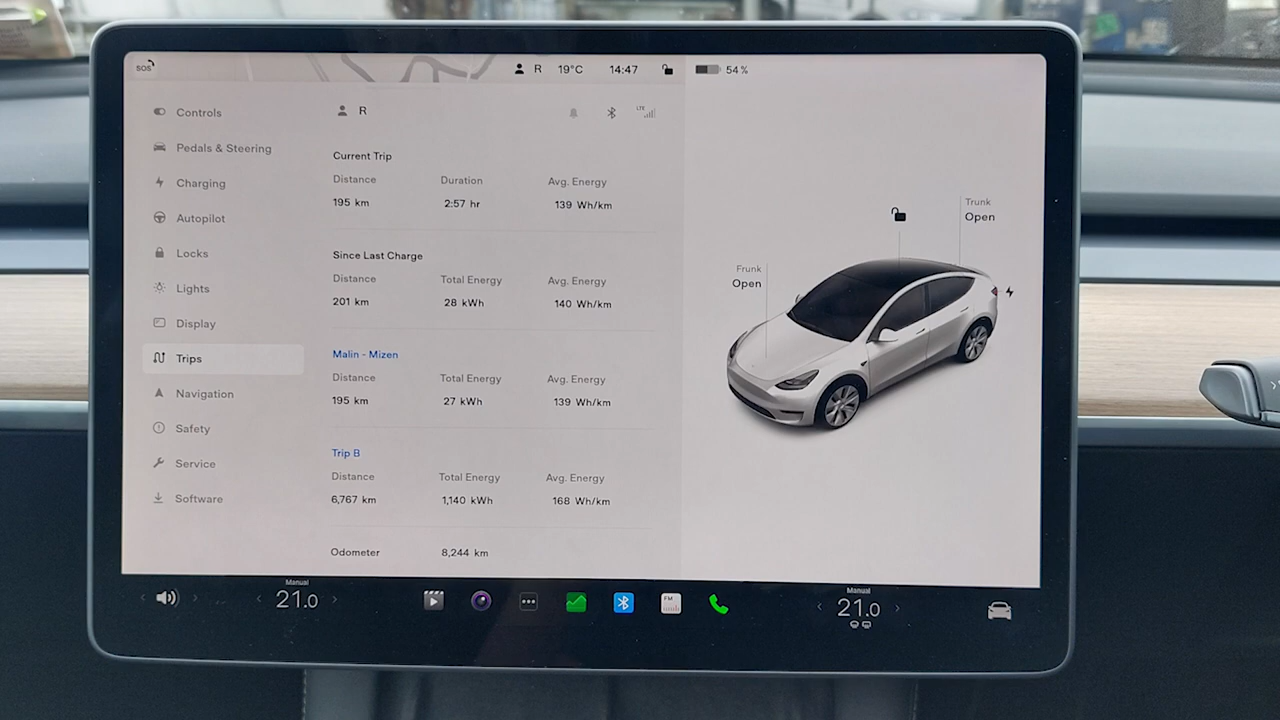 SOS
R 19°C 14:47 54%
Controls
Pedals & Steering
Charging
Autopilot
Locks
Lights
Display
Trips
Navigation
Safety
Service
Software
R
LTE
Current Trip
Distance Duration Avg. Energy
195 km 2:57 hr 139 Wh/km
Since Last Charge
Distance Total Energy Avg. Energy
201 km 28 kWh 140 Wh/km
Malin - Mizen
Distance Total Energy Avg. Energy
195 km 27 kWh 139 Wh/km
Trip B
Distance Total Energy Avg. Energy
6,767 km 1,140 kWh 168 Wh/km
Odometer 8,244 km
Trunk
Open
Frunk
Open
Manual
21.0
FM
Manual
21.0